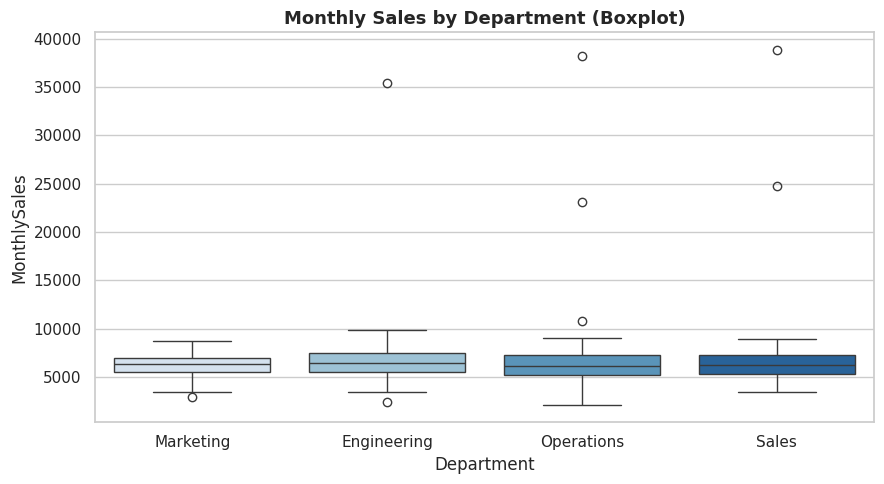 Monthly Sales by Department (Boxplot)
40000
35000
30000
25000
20000
15000
10000
5000
MonthlySales
Marketing
Engineering
Operations
Sales
Department